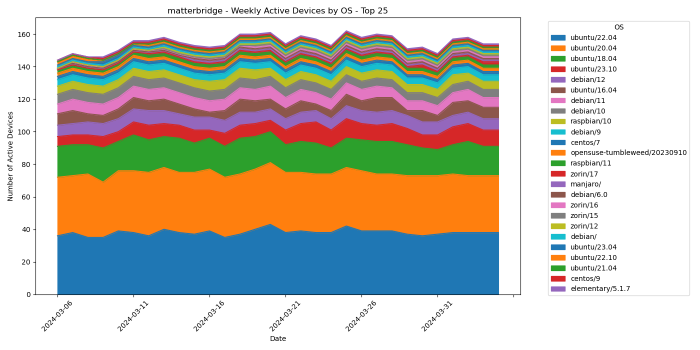 matterbridge - Weekly Active Devices by OS - Top 25
Number of Active Devices
160
140
120
100
80
60
40
20
0
2024-03-06
2024-03-11
2024-03-16
2024-03-21
2024-03-26
2024-03-31
Date
OS
ubuntu/22.04
ubuntu/20.04
ubuntu/18.04
ubuntu/23.10
debian/12
ubuntu/16.04
debian/11
debian/10
raspbian/10
debian/9
centos/7
opensuse-tumbleweed/20230910
raspbian/11
zorin/17
manjaro/
debian/6.0
zorin/16
zorin/15
zorin/12
debian/
ubuntu/23.04
ubuntu/22.10
ubuntu/21.04
centos/9
elementary/5.1.7